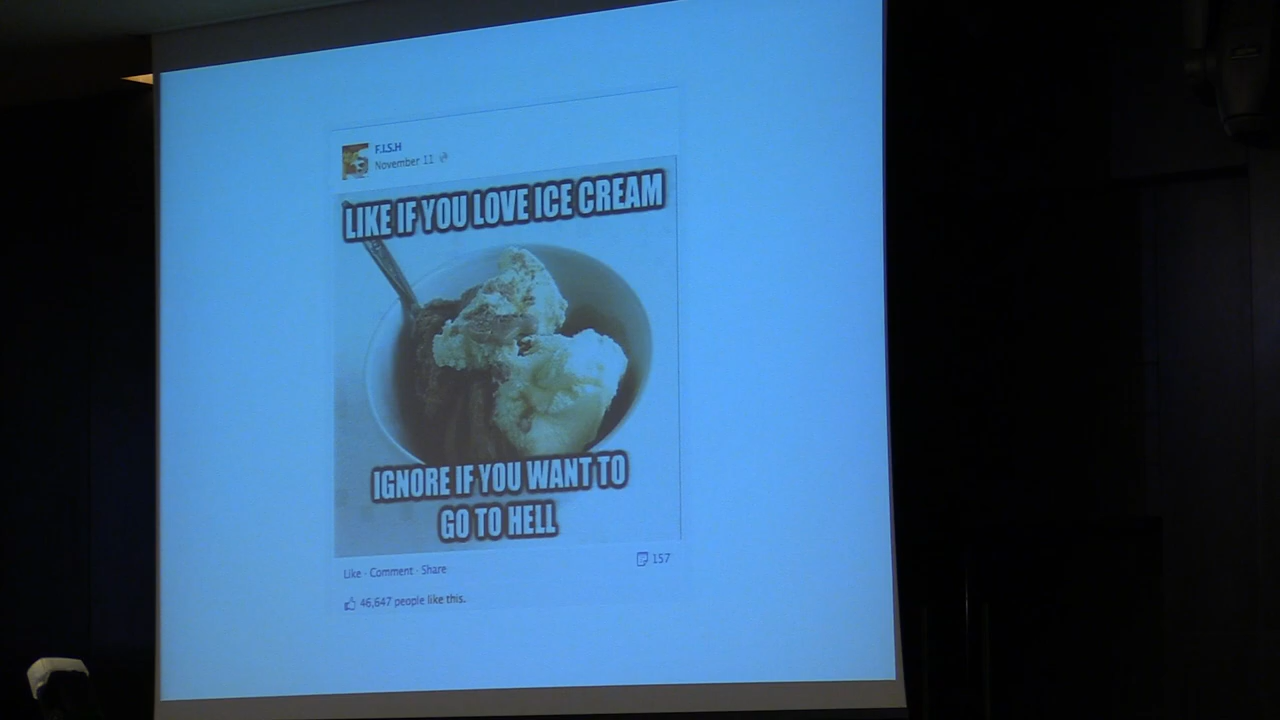 F.I.S.H
November 11
LIKE IF YOU LOVE ICE CREAM
IGNORE IF YOU WANT TO
GO TO HELL
Like · Comment · Share
157
46,647 people like this.